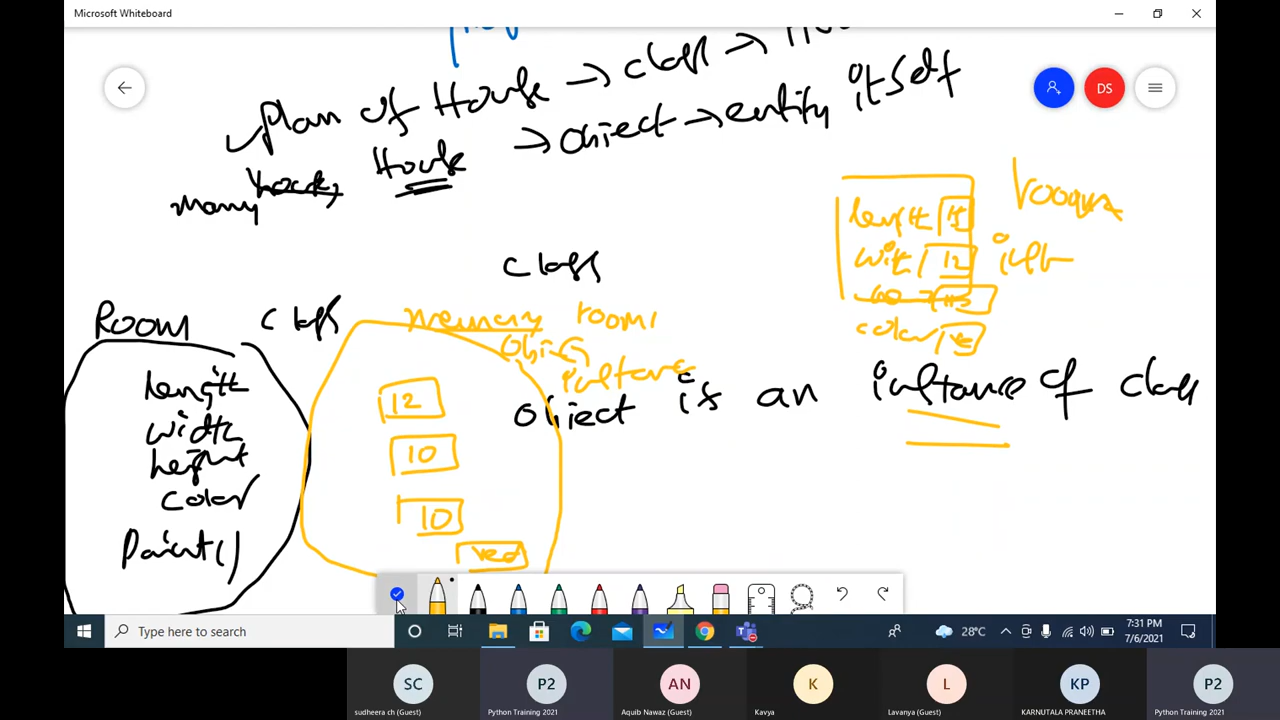 Microsoft Whiteboard
plan of House → class →
House → object → entity itself
many
DS
class
Room class
length
width
height
color
Paint()
memory room1
object
instance
12
10
10
red
length 15
12
color
object is an instance of class
Type here to search
28°C
7:31 PM
7/6/2021
SC
sudheera ch (Guest)
P2
Python Training 2021
AN
Aquib Nawaz (Guest)
K
Kavya
L
Lavanya (Guest)
KP
KARNUTALA PRANEETHA
P2
Python Training 2021